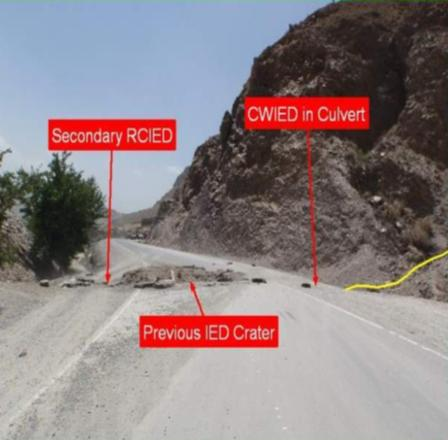 CWIED in Culvert
Secondary RCIED
Previous IED Crater